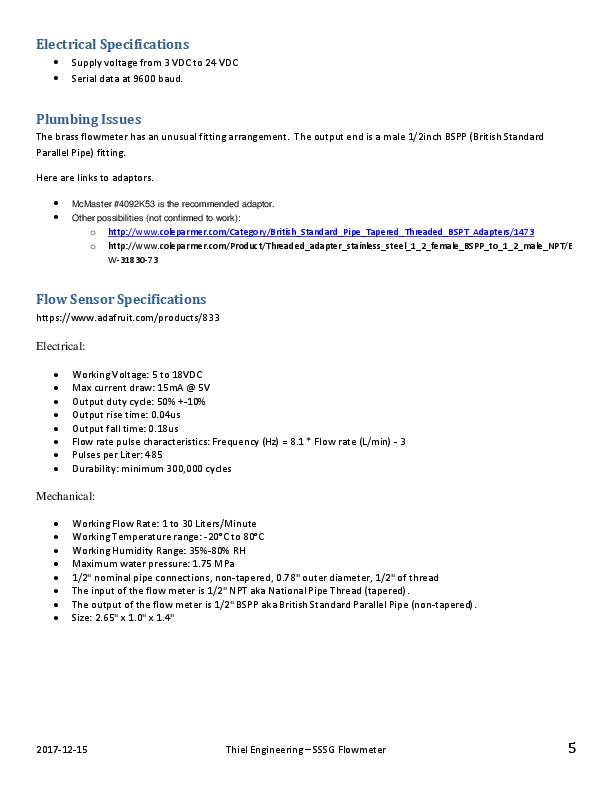 Electrical Specifications
• Supply voltage from 3 VDC to 24 VDC
• Serial data at 9600 baud.
Plumbing Issues
The brass flowmeter has an unusual fitting arrangement. The output end is a male 1/2inch BSPP (British Standard
Parallel Pipe) fitting.
Here are links to adaptors.
• McMaster #4092K53 is the recommended adaptor.
• Other possibilities (not confirmed to work):
o http://www.coleparmer.com/Category/British_Standard_Pipe_Tapered_Threaded_BSPT_Adapters/1473
o http://www.coleparmer.com/Product/Threaded_adapter_stainless_steel_1_2_female_BSPP_to_1_2_male_NPT/E
W-31830-73
Flow Sensor Specifications
https://www.adafruit.com/products/833
Electrical:
• Working Voltage: 5 to 18VDC
• Max current draw: 15mA @ 5V
• Output duty cycle: 50% +-10%
• Output rise time: 0.04us
• Output fall time: 0.18us
• Flow rate pulse characteristics: Frequency (Hz) = 8.1 * Flow rate (L/min) - 3
• Pulses per Liter: 485
• Durability: minimum 300,000 cycles
Mechanical:
• Working Flow Rate: 1 to 30 Liters/Minute
• Working Temperature range: -20°C to 80°C
• Working Humidity Range: 35%-80% RH
• Maximum water pressure: 1.75 MPa
• 1/2" nominal pipe connections, non-tapered, 0.78" outer diameter, 1/2" of thread
• The input of the flow meter is 1/2" NPT aka National Pipe Thread (tapered).
• The output of the flow meter is 1/2" BSPP aka British Standard Parallel Pipe (non-tapered).
• Size: 2.65" x 1.0" x 1.4"
2017-12-15 Thiel Engineering – SSSG Flowmeter 5